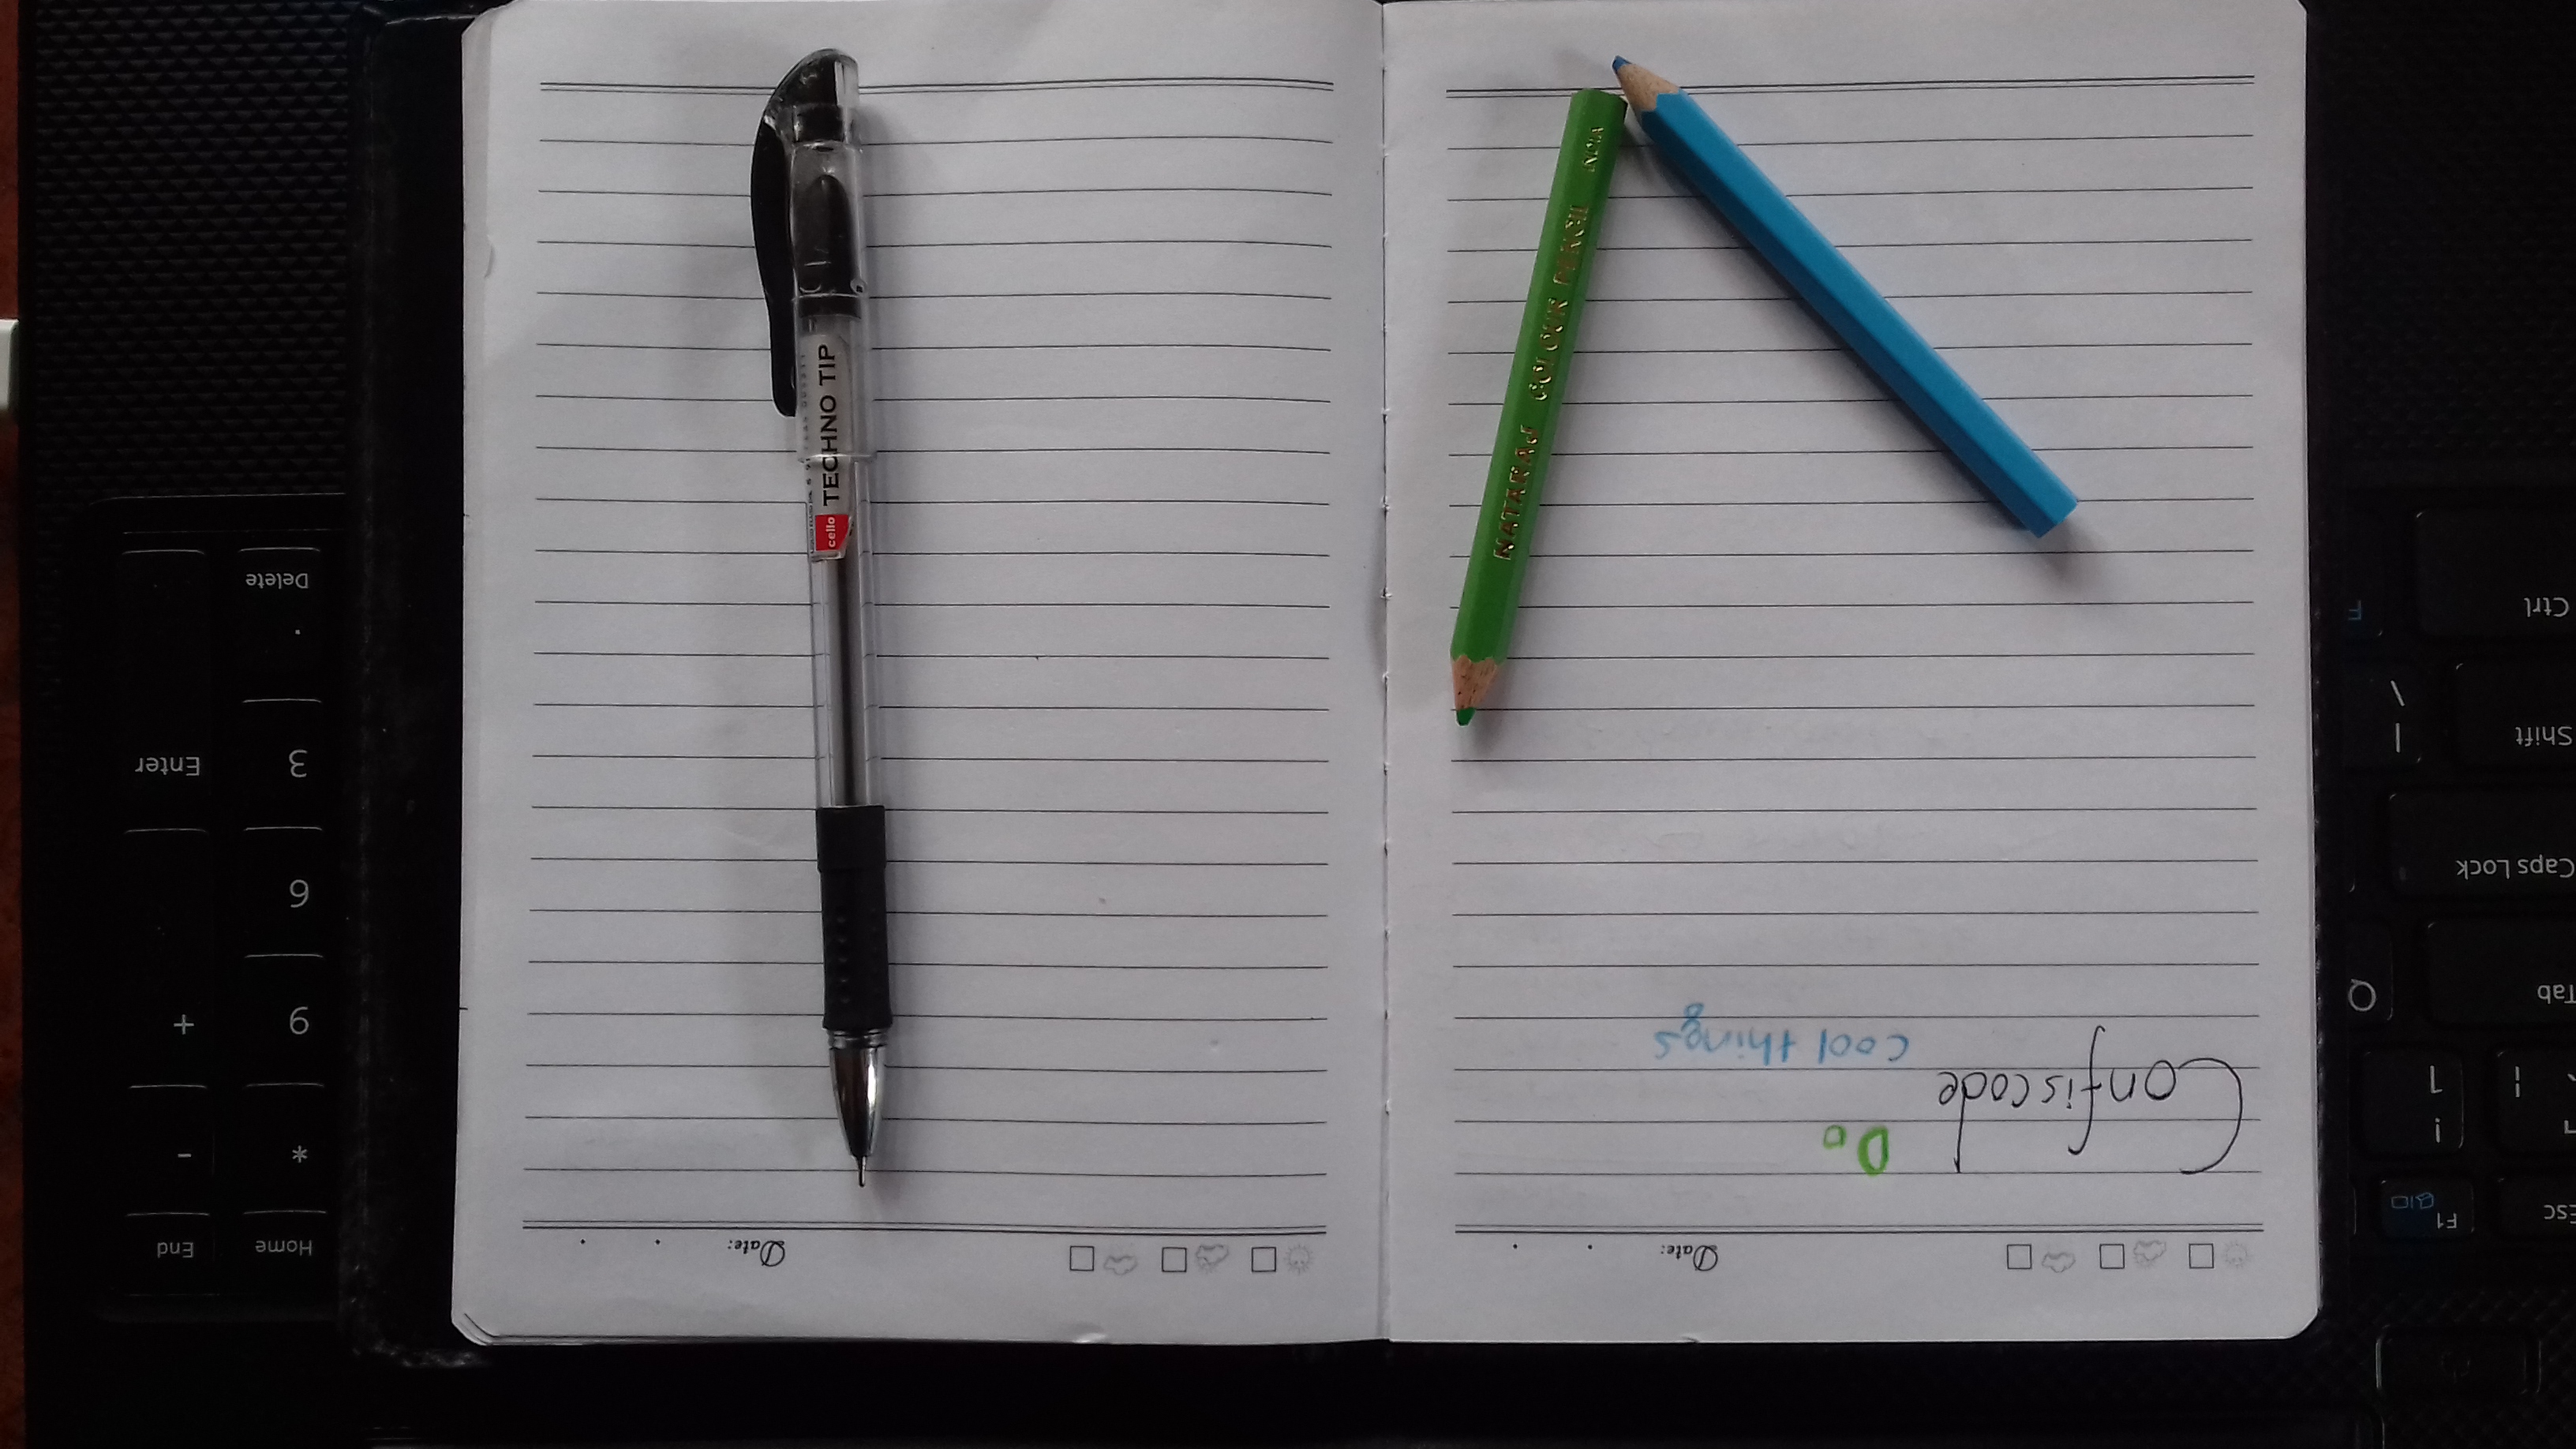 Date: . .
Date: . .
Confiscode
Do
cool things
cello
TECHNO TIP
NATARAJ COLOUR PENCIL
Esc
F1
!
1
Tab
Q
Caps Lock
Shift
|
\
Ctrl
F
Home
End
*
-
9
+
6
3
Enter
.
Delete